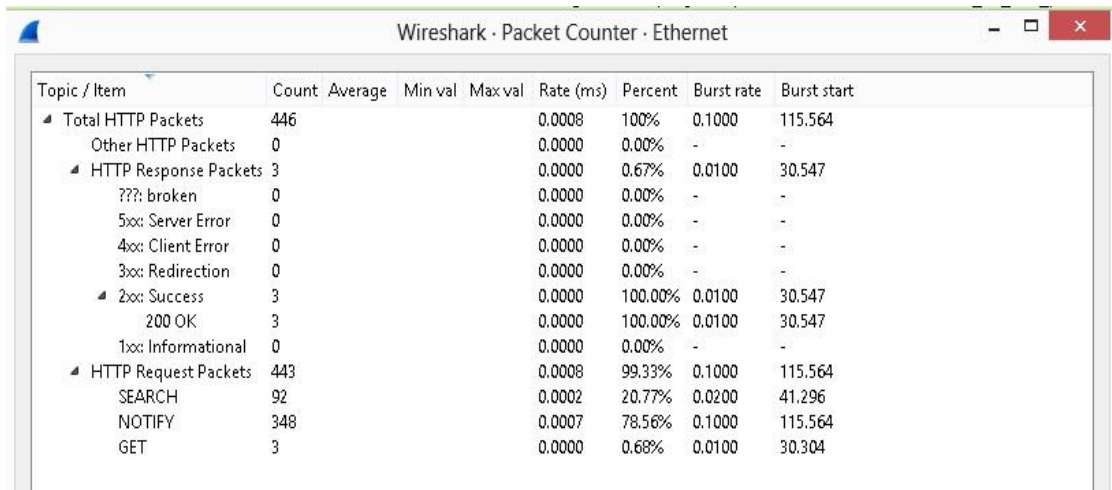 Wireshark · Packet Counter · Ethernet
Topic / Item Count Average Min val Max val Rate (ms) Percent Burst rate Burst start
Total HTTP Packets 446 0.0008 100% 0.1000 115.564
Other HTTP Packets 0 0.0000 0.00% - -
HTTP Response Packets 3 0.0000 0.67% 0.0100 30.547
???: broken 0 0.0000 0.00% - -
5xx: Server Error 0 0.0000 0.00% - -
4xx: Client Error 0 0.0000 0.00% - -
3xx: Redirection 0 0.0000 0.00% - -
2xx: Success 3 0.0000 100.00% 0.0100 30.547
200 OK 3 0.0000 100.00% 0.0100 30.547
1xx: Informational 0 0.0000 0.00% - -
HTTP Request Packets 443 0.0008 99.33% 0.1000 115.564
SEARCH 92 0.0002 20.77% 0.0200 41.296
NOTIFY 348 0.0007 78.56% 0.1000 115.564
GET 3 0.0000 0.68% 0.0100 30.304